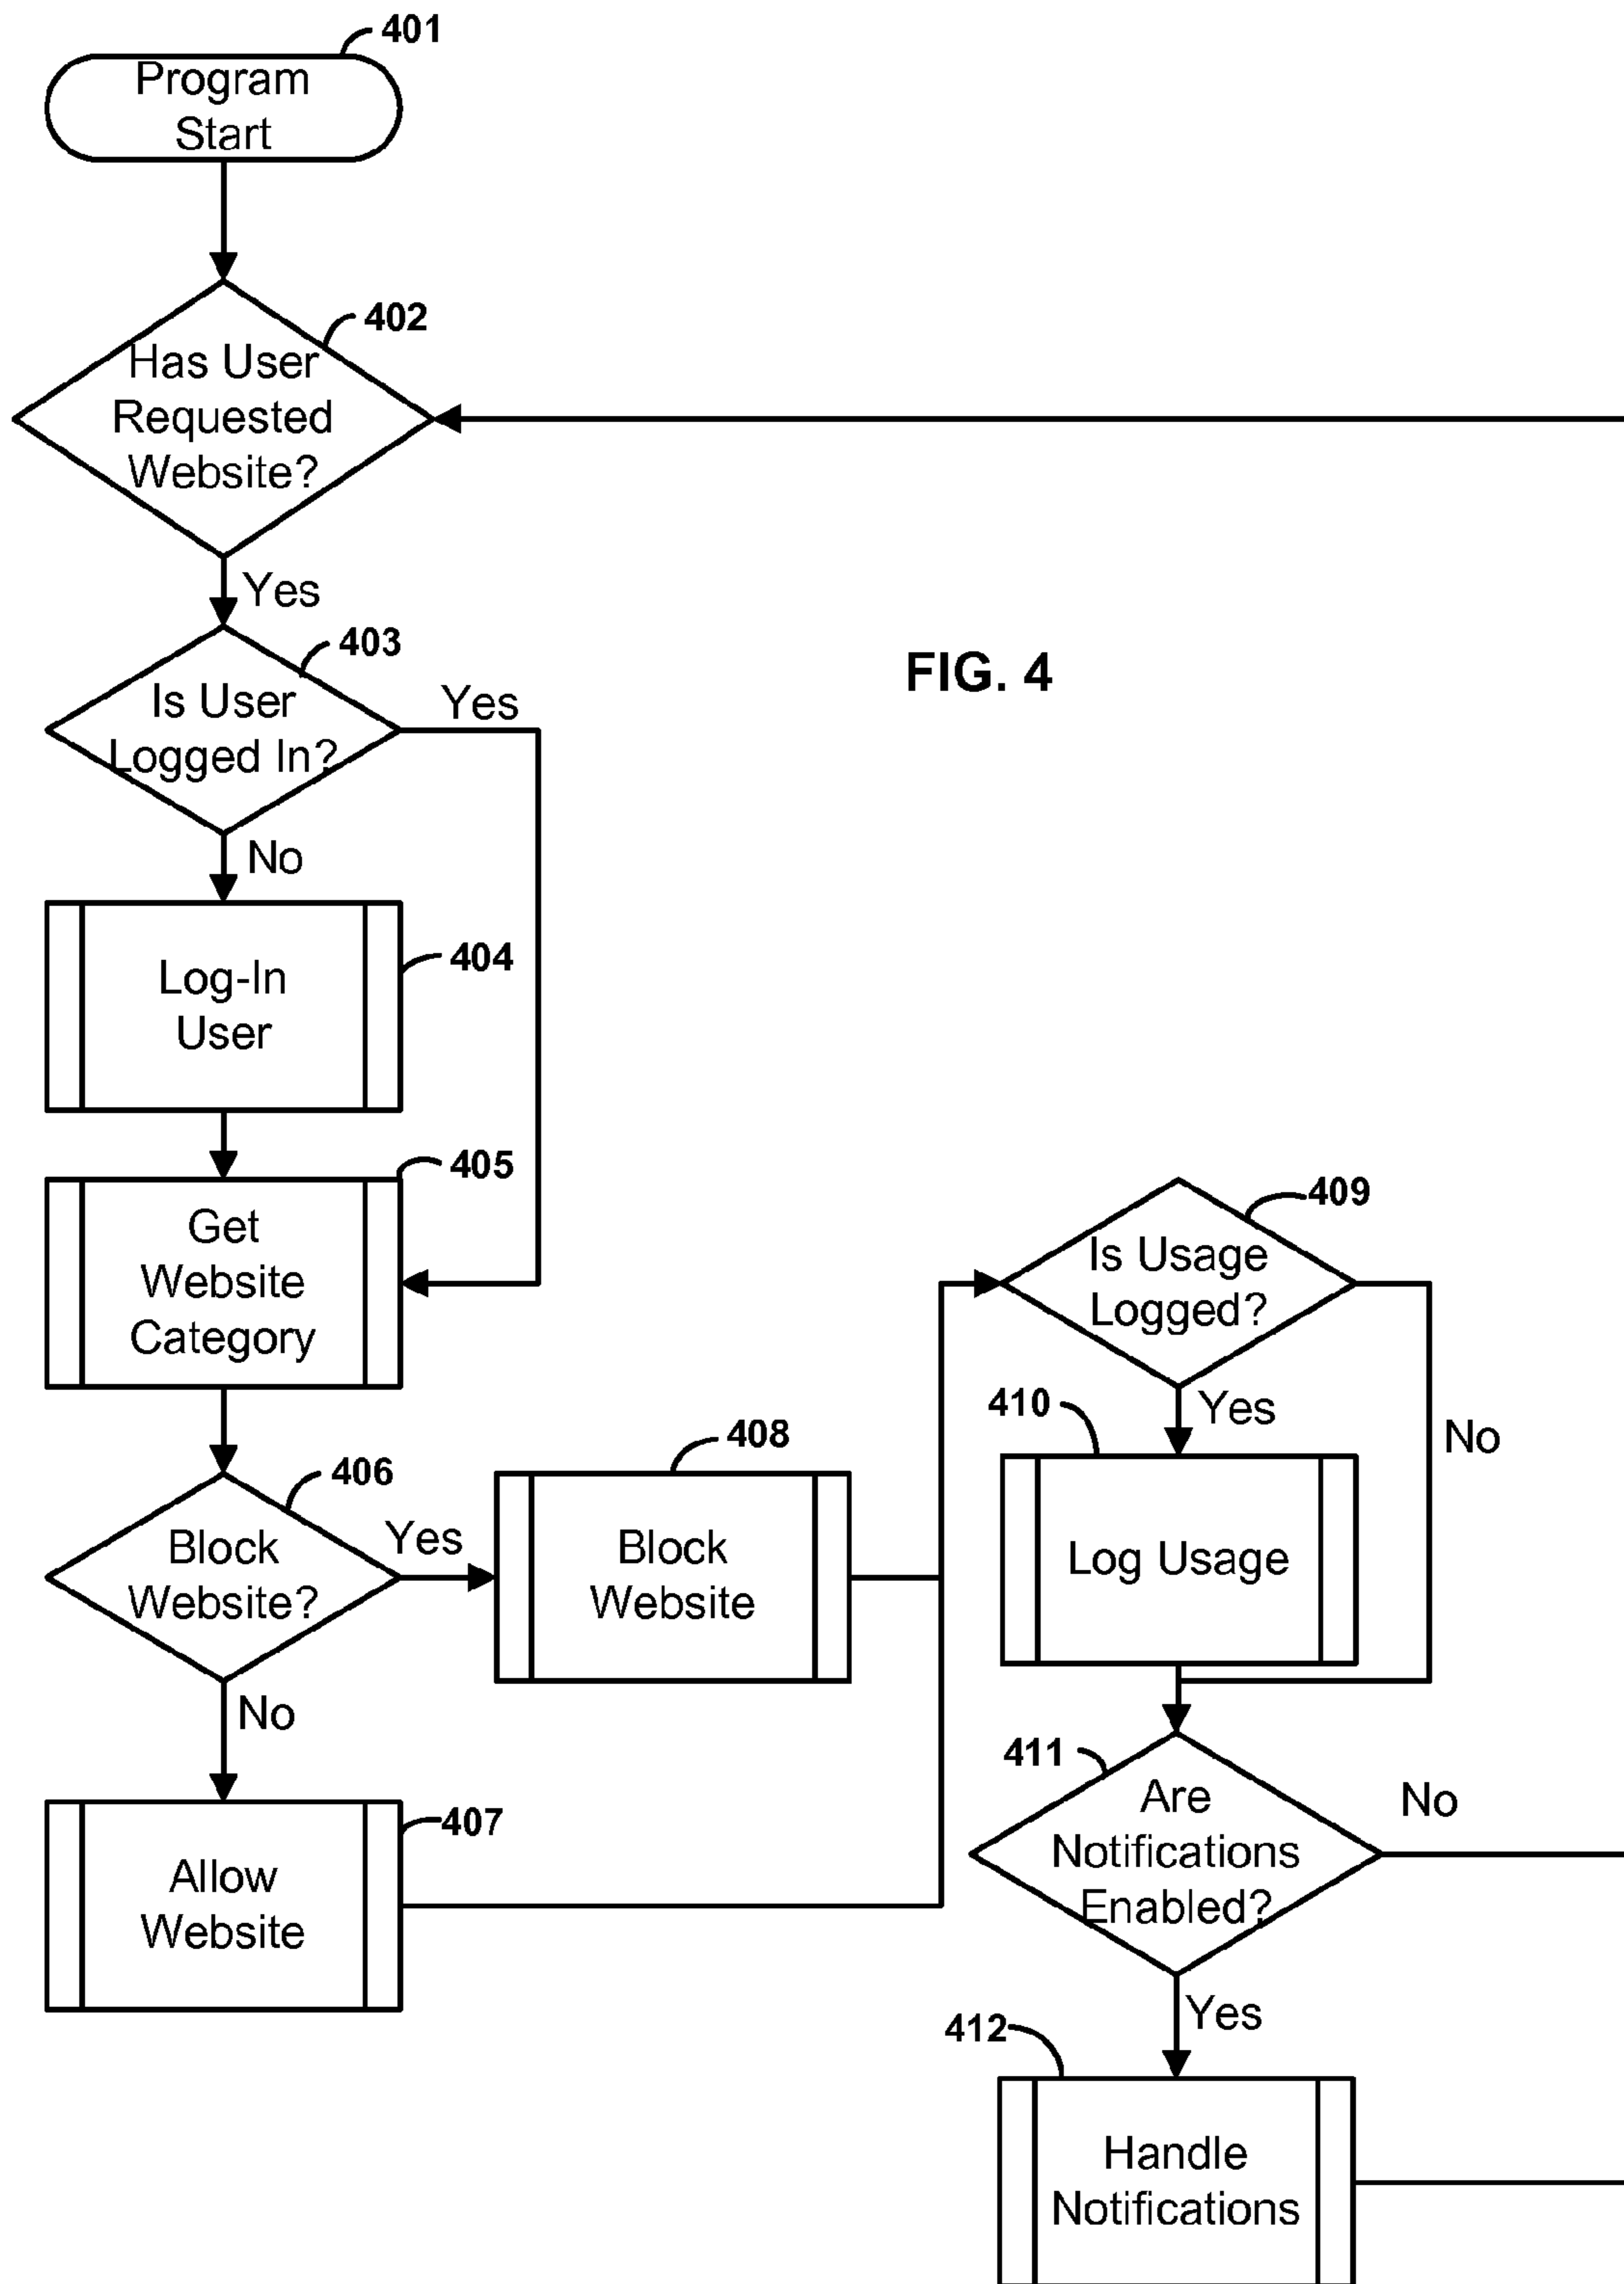 401
Program
Start
402
Has User
Requested
Website?
Yes
403
Is User
Logged In?
Yes
No
FIG. 4
404
Log-In
User
405
Get
Website
Category
406
Block
Website?
Yes
No
408
Block
Website
407
Allow
Website
409
Is Usage
Logged?
Yes
No
410
Log Usage
411
Are
Notifications
Enabled?
No
Yes
412
Handle
Notifications